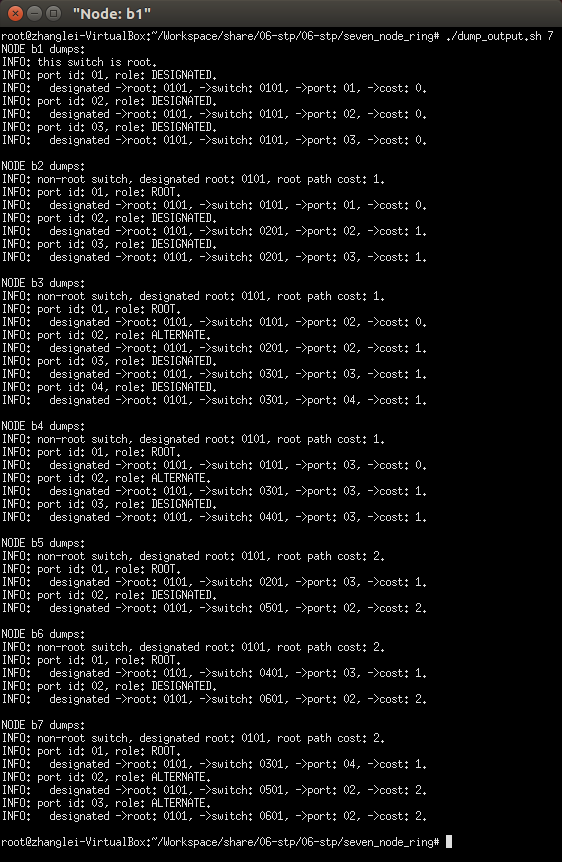 "Node: b1"
root@zhanglei-VirtualBox:~/Workspace/share/06-stp/06-stp/seven_node_ring# ./dump_output.sh 7
NODE b1 dumps:
INFO: this switch is root.
INFO: port id: 01, role: DESIGNATED.
INFO:   designated ->root: 0101, ->switch: 0101, ->port: 01, ->cost: 0.
INFO: port id: 02, role: DESIGNATED.
INFO:   designated ->root: 0101, ->switch: 0101, ->port: 02, ->cost: 0.
INFO: port id: 03, role: DESIGNATED.
INFO:   designated ->root: 0101, ->switch: 0101, ->port: 03, ->cost: 0.
NODE b2 dumps:
INFO: non-root switch, designated root: 0101, root path cost: 1.
INFO: port id: 01, role: ROOT.
INFO:   designated ->root: 0101, ->switch: 0101, ->port: 01, ->cost: 0.
INFO: port id: 02, role: DESIGNATED.
INFO:   designated ->root: 0101, ->switch: 0201, ->port: 02, ->cost: 1.
INFO: port id: 03, role: DESIGNATED.
INFO:   designated ->root: 0101, ->switch: 0201, ->port: 03, ->cost: 1.
NODE b3 dumps:
INFO: non-root switch, designated root: 0101, root path cost: 1.
INFO: port id: 01, role: ROOT.
INFO:   designated ->root: 0101, ->switch: 0101, ->port: 02, ->cost: 0.
INFO: port id: 02, role: ALTERNATE.
INFO:   designated ->root: 0101, ->switch: 0201, ->port: 02, ->cost: 1.
INFO: port id: 03, role: DESIGNATED.
INFO:   designated ->root: 0101, ->switch: 0301, ->port: 03, ->cost: 1.
INFO: port id: 04, role: DESIGNATED.
INFO:   designated ->root: 0101, ->switch: 0301, ->port: 04, ->cost: 1.
NODE b4 dumps:
INFO: non-root switch, designated root: 0101, root path cost: 1.
INFO: port id: 01, role: ROOT.
INFO:   designated ->root: 0101, ->switch: 0101, ->port: 03, ->cost: 0.
INFO: port id: 02, role: ALTERNATE.
INFO:   designated ->root: 0101, ->switch: 0301, ->port: 03, ->cost: 1.
INFO: port id: 03, role: DESIGNATED.
INFO:   designated ->root: 0101, ->switch: 0401, ->port: 03, ->cost: 1.
NODE b5 dumps:
INFO: non-root switch, designated root: 0101, root path cost: 2.
INFO: port id: 01, role: ROOT.
INFO:   designated ->root: 0101, ->switch: 0201, ->port: 03, ->cost: 1.
INFO: port id: 02, role: DESIGNATED.
INFO:   designated ->root: 0101, ->switch: 0501, ->port: 02, ->cost: 2.
NODE b6 dumps:
INFO: non-root switch, designated root: 0101, root path cost: 2.
INFO: port id: 01, role: ROOT.
INFO:   designated ->root: 0101, ->switch: 0401, ->port: 03, ->cost: 1.
INFO: port id: 02, role: DESIGNATED.
INFO:   designated ->root: 0101, ->switch: 0601, ->port: 02, ->cost: 2.
NODE b7 dumps:
INFO: non-root switch, designated root: 0101, root path cost: 2.
INFO: port id: 01, role: ROOT.
INFO:   designated ->root: 0101, ->switch: 0301, ->port: 04, ->cost: 1.
INFO: port id: 02, role: ALTERNATE.
INFO:   designated ->root: 0101, ->switch: 0501, ->port: 02, ->cost: 2.
INFO: port id: 03, role: ALTERNATE.
INFO:   designated ->root: 0101, ->switch: 0601, ->port: 02, ->cost: 2.
root@zhanglei-VirtualBox:~/Workspace/share/06-stp/06-stp/seven_node_ring#